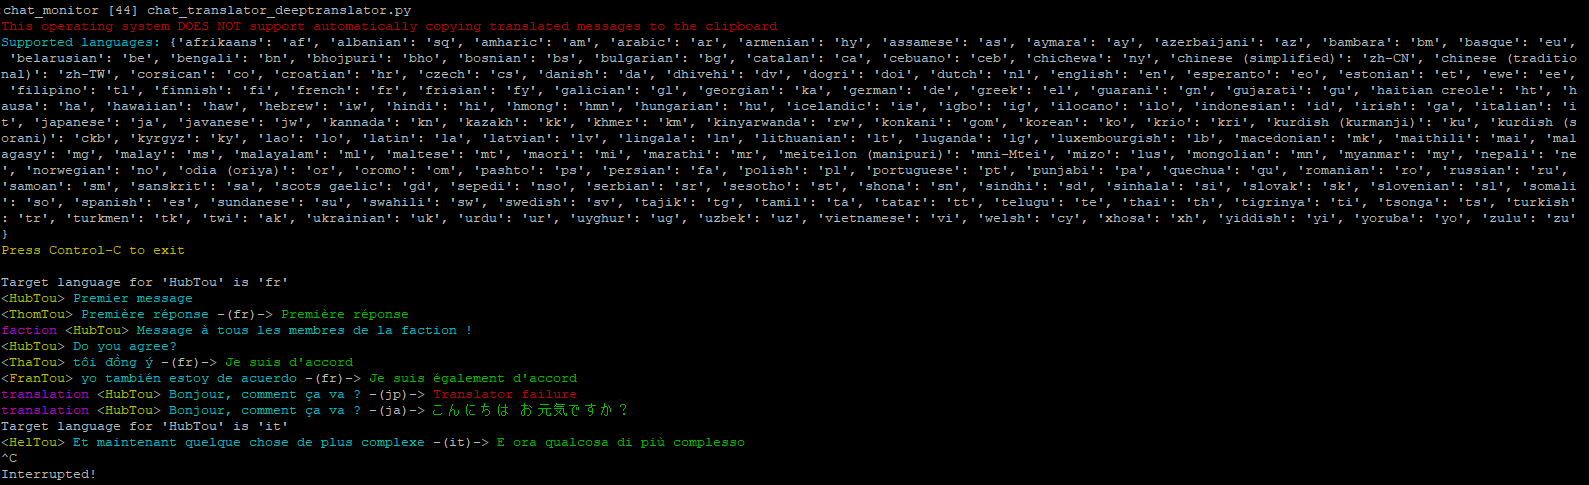 chat_monitor [44] chat_translator_deeptranslator.py
This operating system DOES NOT support automatically copying translated messages to the clipboard
Supported languages: {'afrikaans': 'af', 'albanian': 'sq', 'amharic': 'am', 'arabic': 'ar', 'armenian': 'hy', 'assamese': 'as', 'aymara': 'ay', 'azerbaijani': 'az', 'bambara': 'bm', 'basque': 'eu',
 'belarusian': 'be', 'bengali': 'bn', 'bhojpuri': 'bho', 'bosnian': 'bs', 'bulgarian': 'bg', 'catalan': 'ca', 'cebuano': 'ceb', 'chichewa': 'ny', 'chinese (simplified)': 'zh-CN', 'chinese (traditio
nal)': 'zh-TW', 'corsican': 'co', 'croatian': 'hr', 'czech': 'cs', 'danish': 'da', 'dhivehi': 'dv', 'dogri': 'doi', 'dutch': 'nl', 'english': 'en', 'esperanto': 'eo', 'estonian': 'et', 'ewe': 'ee',
 'filipino': 'tl', 'finnish': 'fi', 'french': 'fr', 'frisian': 'fy', 'galician': 'gl', 'georgian': 'ka', 'german': 'de', 'greek': 'el', 'guarani': 'gn', 'gujarati': 'gu', 'haitian creole': 'ht', 'h
ausa': 'ha', 'hawaiian': 'haw', 'hebrew': 'iw', 'hindi': 'hi', 'hmong': 'hmn', 'hungarian': 'hu', 'icelandic': 'is', 'igbo': 'ig', 'ilocano': 'ilo', 'indonesian': 'id', 'irish': 'ga', 'italian': 'i
t', 'japanese': 'ja', 'javanese': 'jw', 'kannada': 'kn', 'kazakh': 'kk', 'khmer': 'km', 'kinyarwanda': 'rw', 'konkani': 'gom', 'korean': 'ko', 'krio': 'kri', 'kurdish (kurmanji)': 'ku', 'kurdish (s
orani)': 'ckb', 'kyrgyz': 'ky', 'lao': 'lo', 'latin': 'la', 'latvian': 'lv', 'lingala': 'ln', 'lithuanian': 'lt', 'luganda': 'lg', 'luxembourgish': 'lb', 'macedonian': 'mk', 'maithili': 'mai', 'mal
agasy': 'mg', 'malay': 'ms', 'malayalam': 'ml', 'maltese': 'mt', 'maori': 'mi', 'marathi': 'mr', 'meiteilon (manipuri)': 'mni-Mtei', 'mizo': 'lus', 'mongolian': 'mn', 'myanmar': 'my', 'nepali': 'ne
', 'norwegian': 'no', 'odia (oriya)': 'or', 'oromo': 'om', 'pashto': 'ps', 'persian': 'fa', 'polish': 'pl', 'portuguese': 'pt', 'punjabi': 'pa', 'quechua': 'qu', 'romanian': 'ro', 'russian': 'ru',
'samoan': 'sm', 'sanskrit': 'sa', 'scots gaelic': 'gd', 'sepedi': 'nso', 'serbian': 'sr', 'sesotho': 'st', 'shona': 'sn', 'sindhi': 'sd', 'sinhala': 'si', 'slovak': 'sk', 'slovenian': 'sl', 'somali
': 'so', 'spanish': 'es', 'sundanese': 'su', 'swahili': 'sw', 'swedish': 'sv', 'tajik': 'tg', 'tamil': 'ta', 'tatar': 'tt', 'telugu': 'te', 'thai': 'th', 'tigrinya': 'ti', 'tsonga': 'ts', 'turkish'
: 'tr', 'turkmen': 'tk', 'twi': 'ak', 'ukrainian': 'uk', 'urdu': 'ur', 'uyghur': 'ug', 'uzbek': 'uz', 'vietnamese': 'vi', 'welsh': 'cy', 'xhosa': 'xh', 'yiddish': 'yi', 'yoruba': 'yo', 'zulu': 'zu'
}
Press Control-C to exit
Target language for 'HubTou' is 'fr'
<HubTou> Premier message
<ThomTou> Première réponse -(fr)-> Première réponse
faction <HubTou> Message à tous les membres de la faction !
<HubTou> Do you agree?
<ThaTou> tôi đồng ý -(fr)-> Je suis d'accord
<FranTou> yo también estoy de acuerdo -(fr)-> Je suis également d'accord
translation <HubTou> Bonjour, comment ça va ? -(jp)-> Translator failure
translation <HubTou> Bonjour, comment ça va ? -(ja)-> こんにちは お元気ですか？
Target language for 'HubTou' is 'it'
<HelTou> Et maintenant quelque chose de plus complexe -(it)-> E ora qualcosa di più complesso
^C
Interrupted!